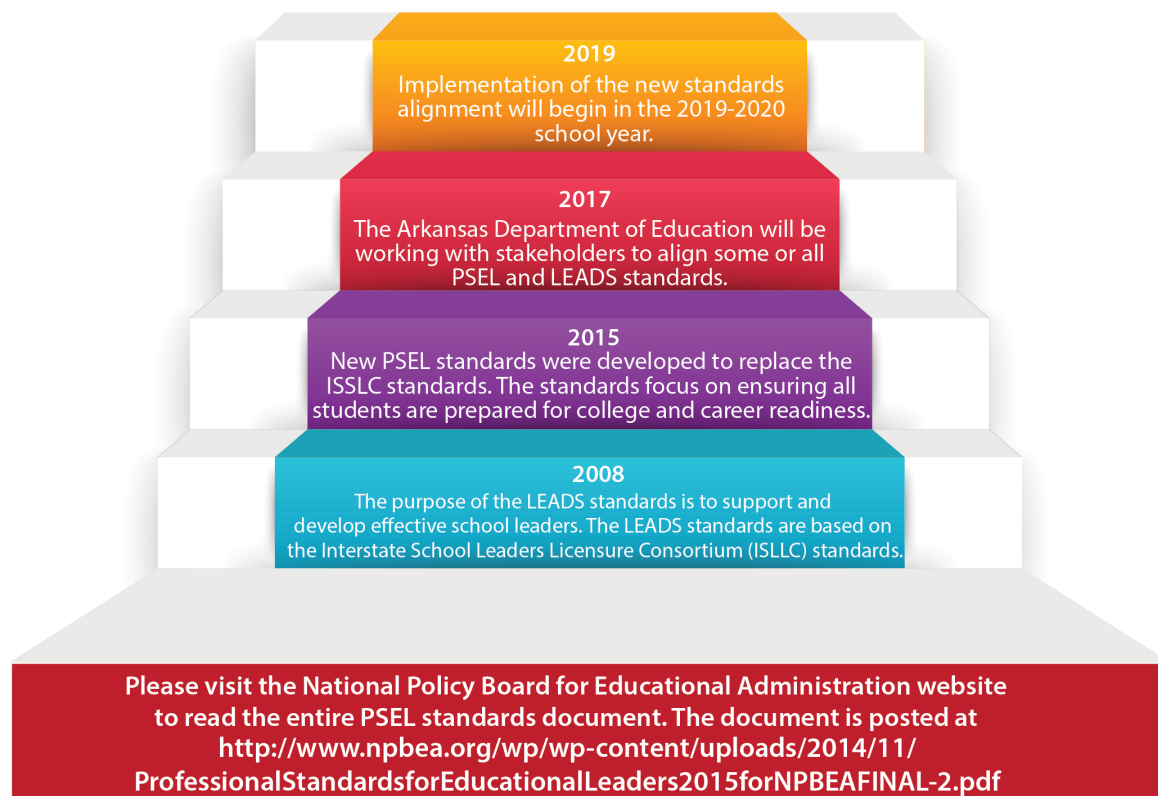 2019
Implementation of the new standards
alignment will begin in the 2019-2020
school year.
2017
The Arkansas Department of Education will be
working with stakeholders to align some or all
PSEL and LEADS standards.
2015
New PSEL standards were developed to replace the
ISSLC standards. The standards focus on ensuring all
students are prepared for college and career readiness.
2008
The purpose of the LEADS standards is to support and
develop effective school leaders. The LEADS standards are based on
the Interstate School Leaders Licensure Consortium (ISLLC) standards.
Please visit the National Policy Board for Educational Administration website
to read the entire PSEL standards document. The document is posted at
http://www.npbea.org/wp/wp-content/uploads/2014/11/
ProfessionalStandardsforEducationalLeaders2015forNPBEAFINAL-2.pdf